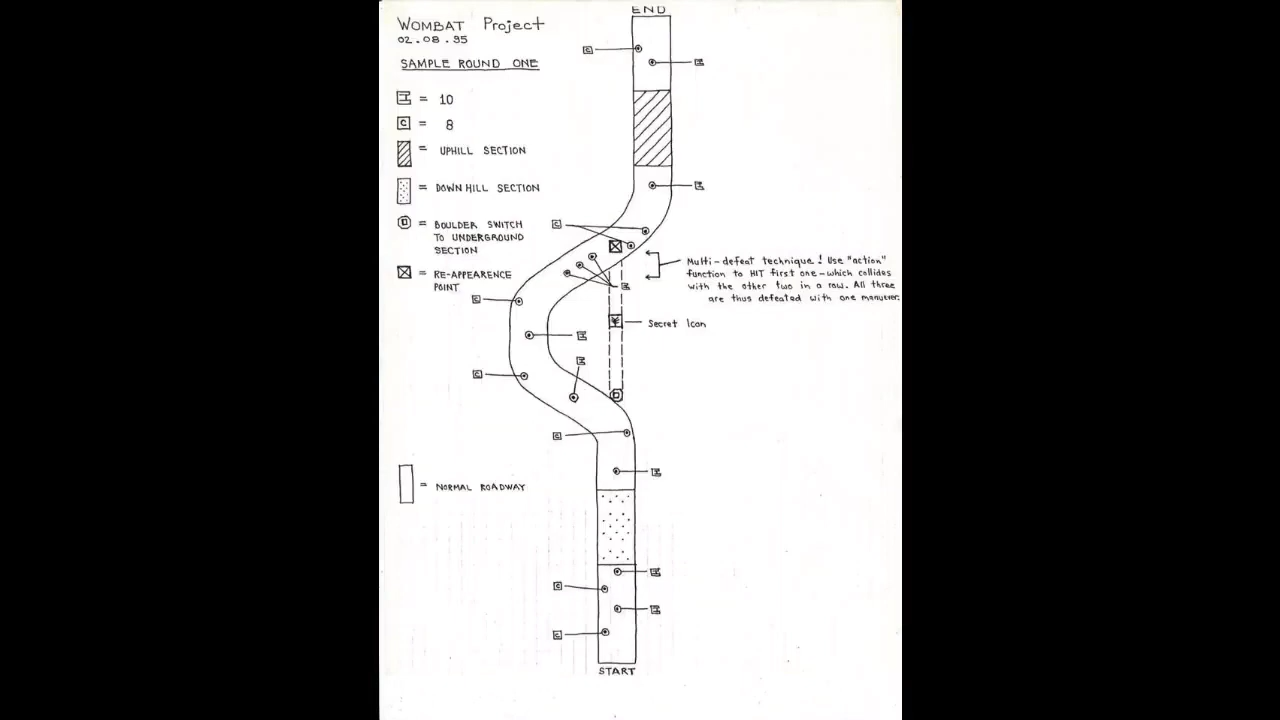 END
WOMBAT Project
02.08.95
SAMPLE ROUND ONE
E = 10
C = 8
= UPHILL SECTION
= DOWNHILL SECTION
= BOULDER SWITCH
TO UNDERGROUND
SECTION
= RE-APPEARENCE
POINT
Multi-defeat technique! Use "action"
function to HIT first one-which collides
with the other two in a row. All three
are thus defeated with one manuever.
Secret Icon
= NORMAL ROADWAY
START